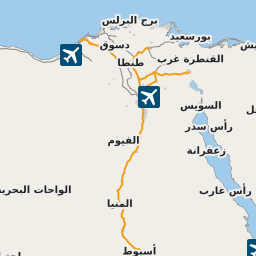 برج البرلس
بورسعيد
دسوق
طنطا
القنطرة غرب
السويس
رأس سدر
زعفرانة
الفيوم
رأس غارب
الواحات البحرية
المنيا
أسيوط